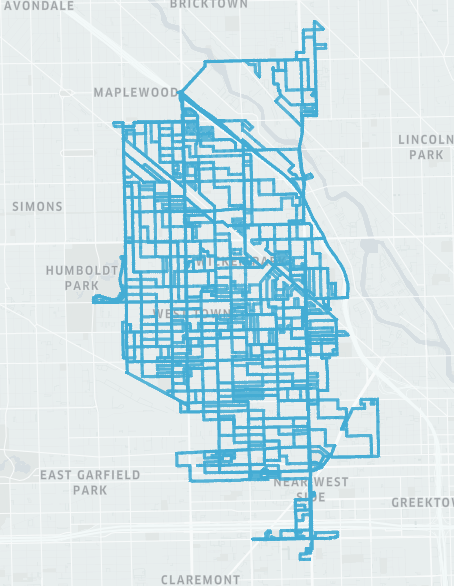 AVONDALE
BRICKTOWN
MAPLEWOOD
LINCOLN
PARK
SIMONS
HUMBOLDT
PARK
WICKER PARK
WEST TOWN
EAST GARFIELD
PARK
NEAR WEST
SIDE
GREEKTOW
CLAREMONT